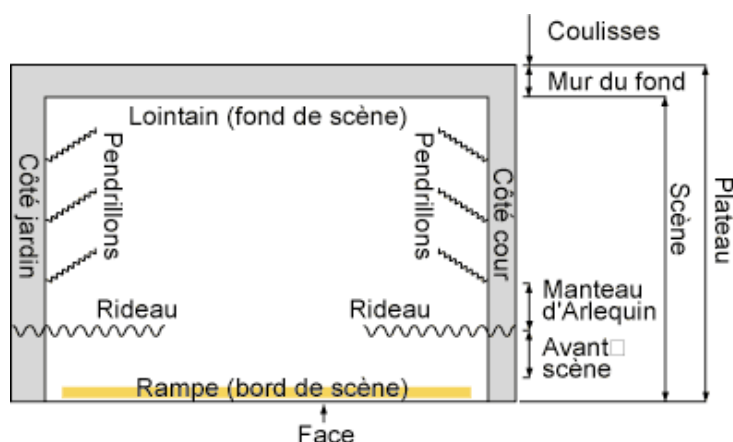 Coulisses
Mur du fond
Lointain (fond de scène)
Pendrillons
Pendrillons
Côté jardin
Côté cour
Scène
Plateau
Rideau
Rideau
Manteau
d'Arlequin
Avant□
scène
Rampe (bord de scène)
Face